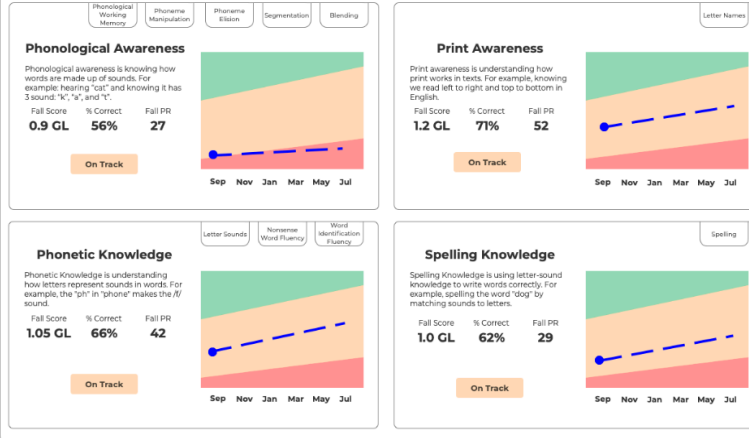 Phonological
Working
Memory
Phoneme
Manipulation
Phoneme
Elision
Segmentation
Blending
Phonological Awareness
Phonological awareness is knowing how
words are made up of sounds. For
example: hearing "cat" and knowing it has
3 sound: "k", "a", and "t".
Fall Score % Correct Fall PR
0.9 GL 56% 27
On Track
Sep Nov Jan Mar May Jul
Letter Names
Print Awareness
Print awareness is understanding how
print works in texts. For example, knowing
we read left to right and top to bottom in
English.
Fall Score % Correct Fall PR
1.2 GL 71% 52
On Track
Sep Nov Jan Mar May Jul
Letter Sounds
Nonsense
Word Fluency
Word
Identification
Fluency
Phonetic Knowledge
Phonetic Knowledge is understanding
how letters represent sounds in words. For
example, the "ph" in "phone" makes the /f/
sound.
Fall Score % Correct Fall PR
1.05 GL 66% 42
On Track
Sep Nov Jan Mar May Jul
Spelling
Spelling Knowledge
Spelling Knowledge is using letter-sound
knowledge to write words correctly. For
example, spelling the word "dog" by
matching sounds to letters.
Fall Score % Correct Fall PR
1.0 GL 62% 29
On Track
Sep Nov Jan Mar May Jul